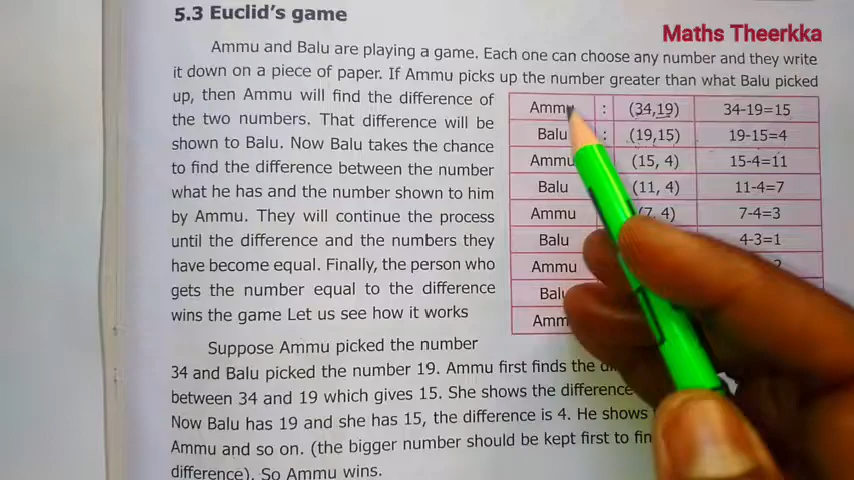 5.3 Euclid's game
Maths Theerkka
Ammu and Balu are playing a game. Each one can choose any number and they write
it down on a piece of paper. If Ammu picks up the number greater than what Balu picked
up, then Ammu will find the difference of
the two numbers. That difference will be
shown to Balu. Now Balu takes the chance
to find the difference between the number
what he has and the number shown to him
by Ammu. They will continue the process
until the difference and the numbers they
have become equal. Finally, the person who
gets the number equal to the difference
wins the game Let us see how it works
Ammu : (34,19) 34-19=15
Balu : (19,15) 19-15=4
Ammu (15, 4) 15-4=11
Balu (11, 4) 11-4=7
Ammu (7, 4) 7-4=3
Balu 4-3=1
Ammu
Balu
Amm
Suppose Ammu picked the number
34 and Balu picked the number 19. Ammu first finds the
between 34 and 19 which gives 15. She shows the difference
Now Balu has 19 and she has 15, the difference is 4. He shows
Ammu and so on. (the bigger number should be kept first to
difference). So Ammu wins.